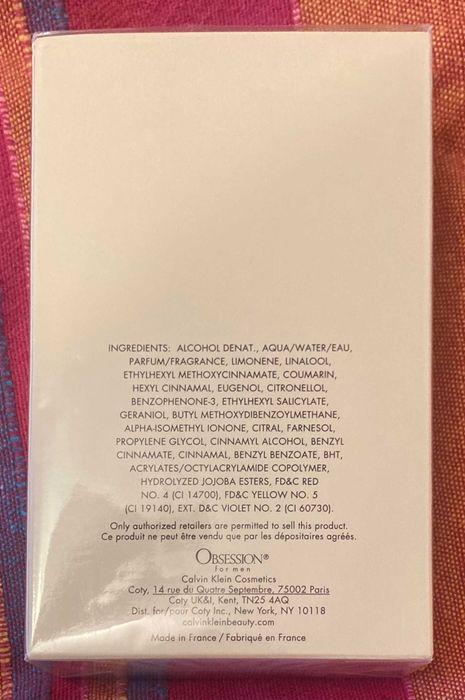 INGREDIENTS: ALCOHOL DENAT., AQUA/WATER/EAU,
PARFUM/FRAGRANCE, LIMONENE, LINALOOL,
ETHYLHEXYL METHOXYCINNAMATE, COUMARIN,
HEXYL CINNAMAL, EUGENOL, CITRONELLOL,
BENZOPHENONE-3, ETHYLHEXYL SALICYLATE,
GERANIOL, BUTYL METHOXYDIBENZOYLMETHANE,
ALPHA-ISOMETHYL IONONE, CITRAL, FARNESOL,
PROPYLENE GLYCOL, CINNAMYL ALCOHOL, BENZYL
CINNAMATE, CINNAMAL, BENZYL BENZOATE, BHT,
ACRYLATES/OCTYLACRYLAMIDE COPOLYMER,
HYDROLYZED JOJOBA ESTERS, FD&C RED
NO. 4 (CI 14700), FD&C YELLOW NO. 5
(CI 19140), EXT. D&C VIOLET NO. 2 (CI 60730).
Only authorized retailers are permitted to sell this product.
Ce produit ne peut être vendu que par les dépositaires agréés.
OBSESSION®
for men
Calvin Klein Cosmetics
Coty, 14 rue du Quatre Septembre, 75002 Paris
Coty UK&I, Kent, TN25 4AQ
Dist. for/pour Coty Inc., New York, NY 10118
calvinkleinbeauty.com
Made in France / Fabriqué en France